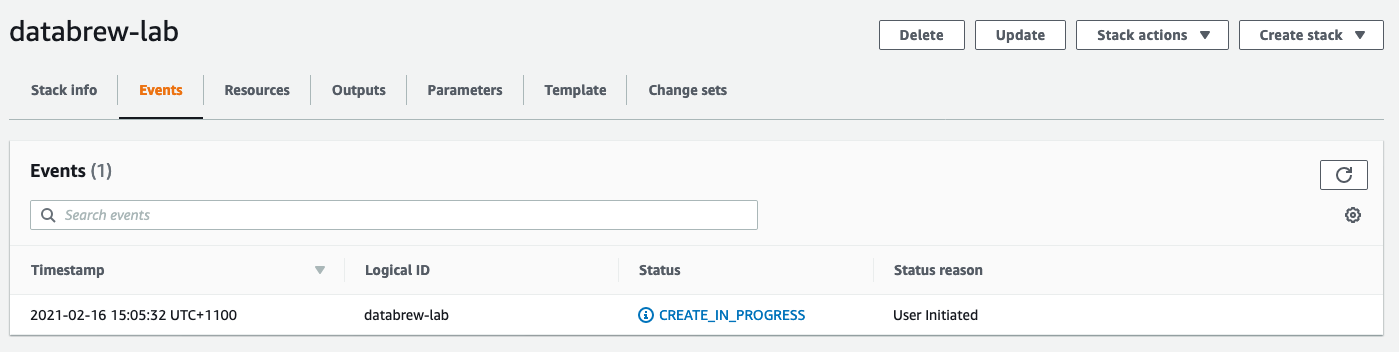 databrew-lab
Delete Update Stack actions Create stack
Stack info Events Resources Outputs Parameters Template Change sets
Events (1)
Search events
Timestamp Logical ID Status Status reason
2021-02-16 15:05:32 UTC+1100 databrew-lab CREATE_IN_PROGRESS User Initiated